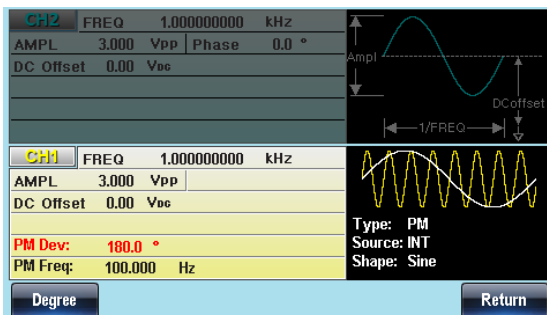 CH2 FREQ 1.000000000 kHz
AMPL 3.000 Vpp Phase 0.0 °
DC Offset 0.00 VDC
Ampl
DCoffset
1/FREQ
CH1 FREQ 1.000000000 kHz
AMPL 3.000 Vpp
DC Offset 0.00 VDC
PM Dev: 180.0 °
PM Freq: 100.000 Hz
Type: PM
Source: INT
Shape: Sine
Degree Return